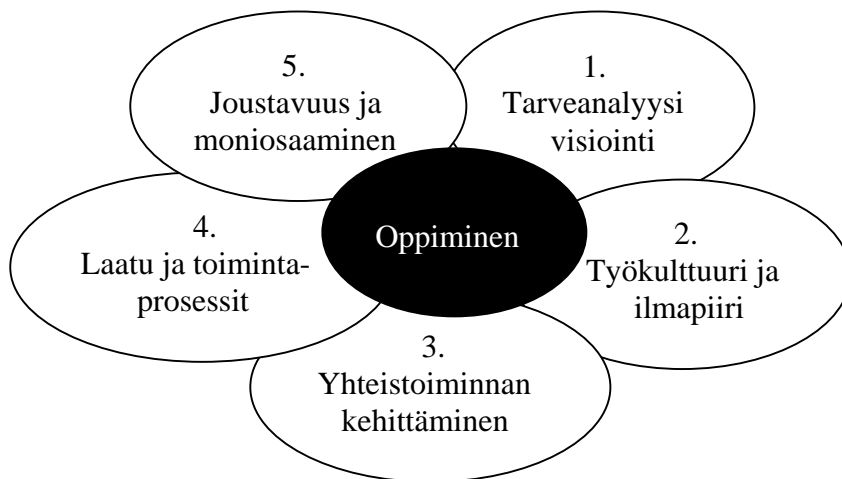 5.
Joustavuus ja
moniosaaminen
1.
Tarveanalyysi
visiointi
Oppiminen
4.
Laatu ja toiminta-
prosessit
2.
Työkulttuuri ja
ilmapiiri
3.
Yhteistoiminnan
kehittäminen